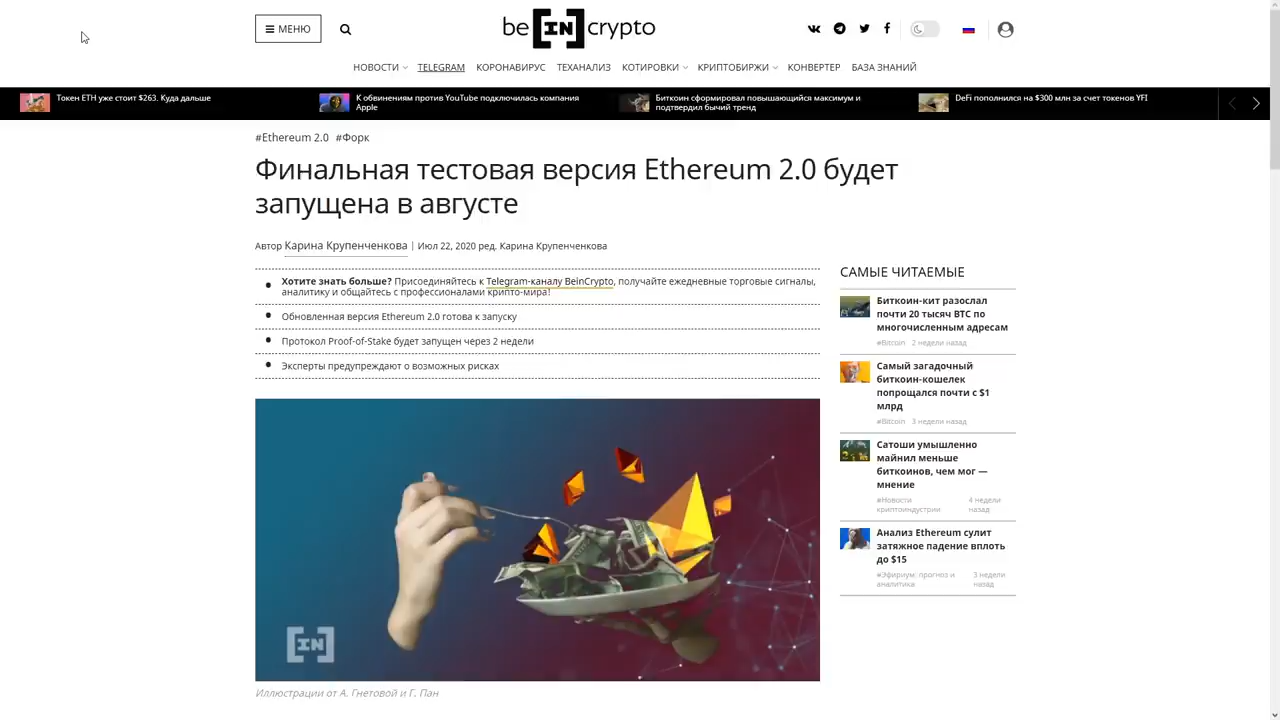 МЕНЮ
be [IN] crypto
НОВОСТИ TELEGRAM КОРОНАВИРУС ТЕХАНАЛИЗ КОТИРОВКИ КРИПТОБИРЖИ КОНВЕРТЕР БАЗА ЗНАНИЙ
Токен ETH уже стоит $263. Куда дальше
К обвинениям против YouTube подключилась компания
Apple
Биткоин сформировал повышающийся максимум и
подтвердил бычий тренд
DeFi пополнился на $300 млн за счет токенов YFI
#Ethereum 2.0 #Форк
Финальная тестовая версия Ethereum 2.0 будет
запущена в августе
Автор Карина Крупенченкова | Июл 22, 2020 ред. Карина Крупенченкова
Хотите знать больше? Присоединяйтесь к Telegram-каналу BeinCrypto, получайте ежедневные торговые сигналы,
аналитику и общайтесь с профессионалами крипто-мира!
Обновленная версия Ethereum 2.0 готова к запуску
Протокол Proof-of-Stake будет запущен через 2 недели
Эксперты предупреждают о возможных рисках
[IN]
Иллюстрации от А. Гнетовой и Г. Пан
САМЫЕ ЧИТАЕМЫЕ
Биткоин-кит разослал
почти 20 тысяч BTC по
многочисленным адресам
#Bitcoin 2 недели назад
Самый загадочный
биткоин-кошелек
попрощался почти с $1
млрд
#Bitcoin 3 недели назад
Сатоши умышленно
майнил меньше
биткоинов, чем мог —
мнение
#Новости
криптоиндустрии
4 недели
назад
Анализ Ethereum сулит
затяжное падение вплоть
до $15
#Эфириум: прогноз и
аналитика
3 недели
назад